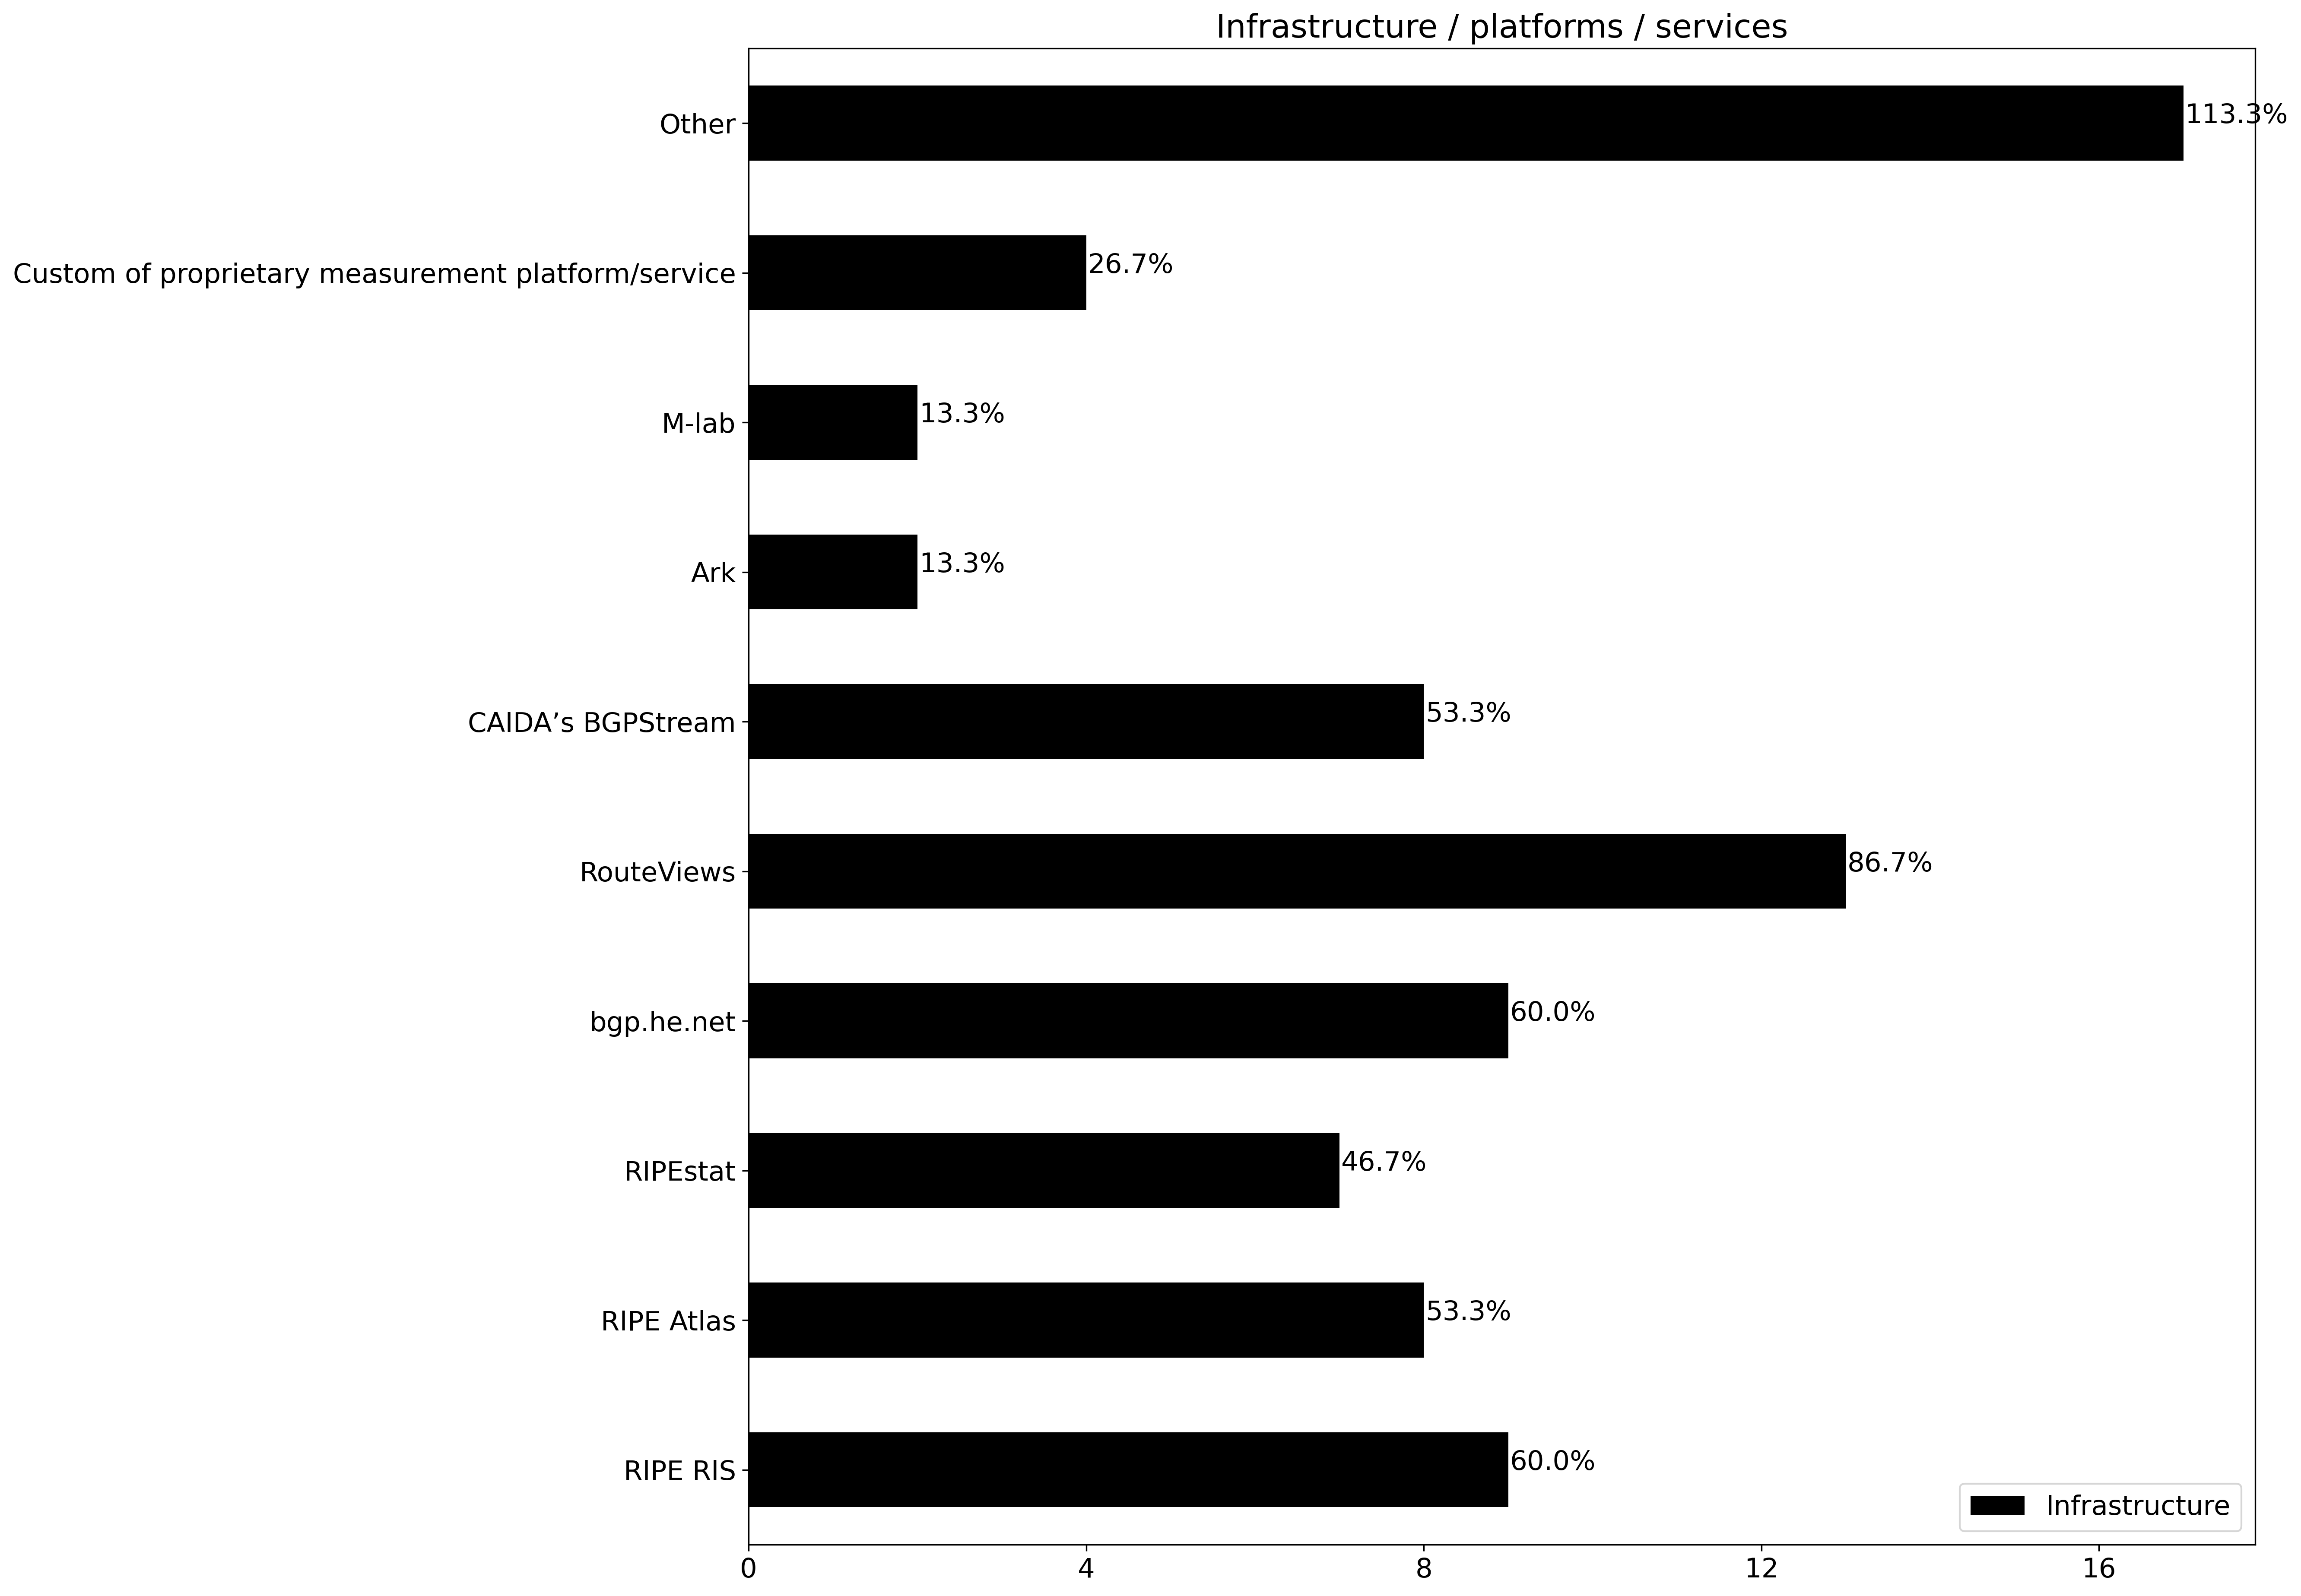 Infrastructure / platforms / services
Other
113.3%
Custom of proprietary measurement platform/service
26.7%
M-lab
13.3%
Ark
13.3%
CAIDA’s BGPStream
53.3%
RouteViews
86.7%
bgp.he.net
60.0%
RIPEstat
46.7%
RIPE Atlas
53.3%
RIPE RIS
60.0%
Infrastructure
0 4 8 12 16